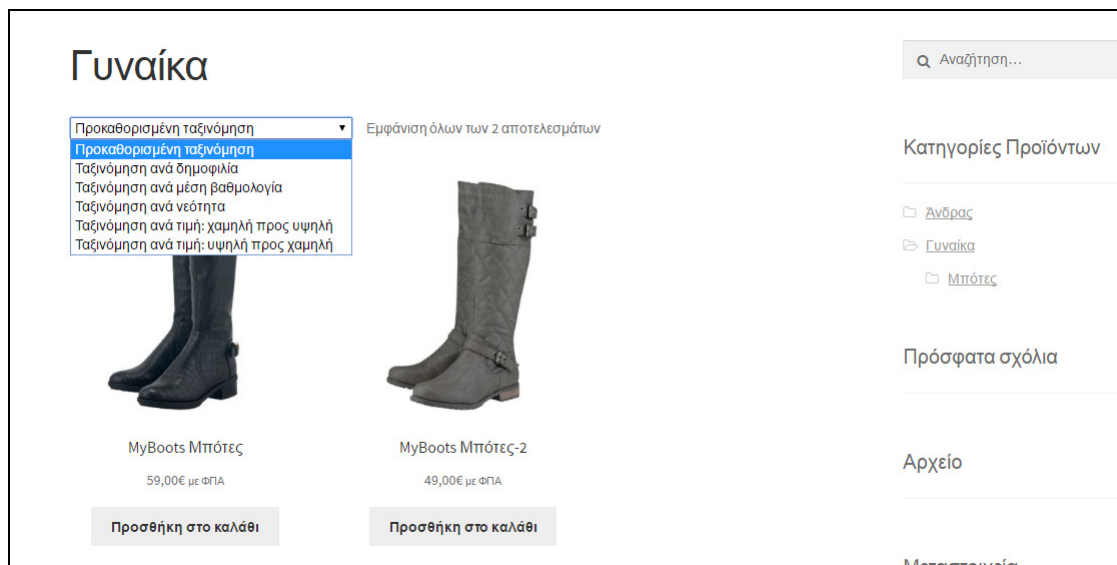 Γυναίκα
Προκαθορισμένη ταξινόμηση
Εμφάνιση όλων των 2 αποτελεσμάτων
Προκαθορισμένη ταξινόμηση
Ταξινόμηση ανά δημοφιλία
Ταξινόμηση ανά μέση βαθμολογία
Ταξινόμηση ανά νεότητα
Ταξινόμηση ανά τιμή: χαμηλή προς υψηλή
Ταξινόμηση ανά τιμή: υψηλή προς χαμηλή
MyBoots Μπότες
59,00€ με ΦΠΑ
Προσθήκη στο καλάθι
MyBoots Μπότες-2
49,00€ με ΦΠΑ
Προσθήκη στο καλάθι
Αναζήτηση…
Κατηγορίες Προϊόντων
Άνδρας
Γυναίκα
Μπότες
Πρόσφατα σχόλια
Αρχείο